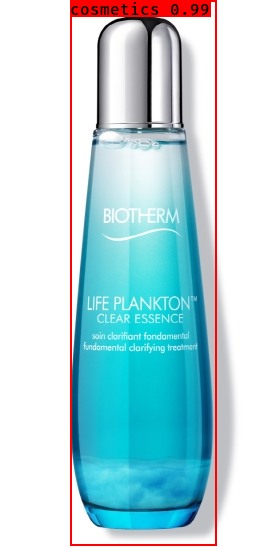 cosmetics 0.99
BIOTHERM
LIFE PLANKTON™
CLEAR ESSENCE
soin clarifiant fondamental
fundamental clarifying treatment